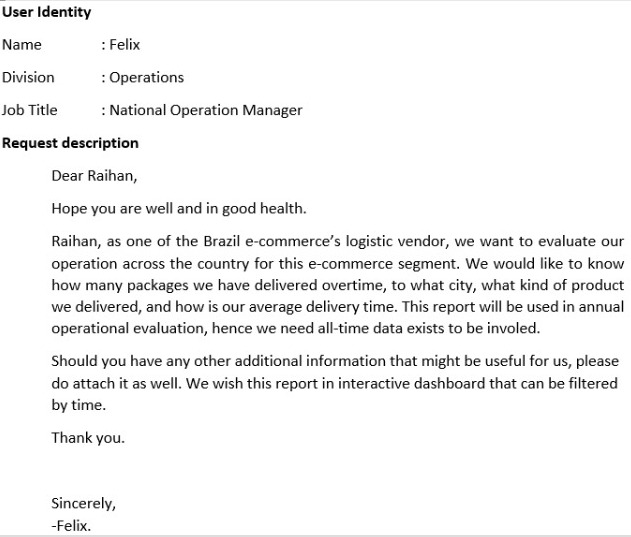 User Identity
Name : Felix
Division : Operations
Job Title : National Operation Manager
Request description
Dear Raihan,
Hope you are well and in good health.
Raihan, as one of the Brazil e-commerce’s logistic vendor, we want to evaluate our
operation across the country for this e-commerce segment. We would like to know
how many packages we have delivered overtime, to what city, what kind of product
we delivered, and how is our average delivery time. This report will be used in annual
operational evaluation, hence we need all-time data exists to be involed.
Should you have any other additional information that might be useful for us, please
do attach it as well. We wish this report in interactive dashboard that can be filtered
by time.
Thank you.
Sincerely,
-Felix.